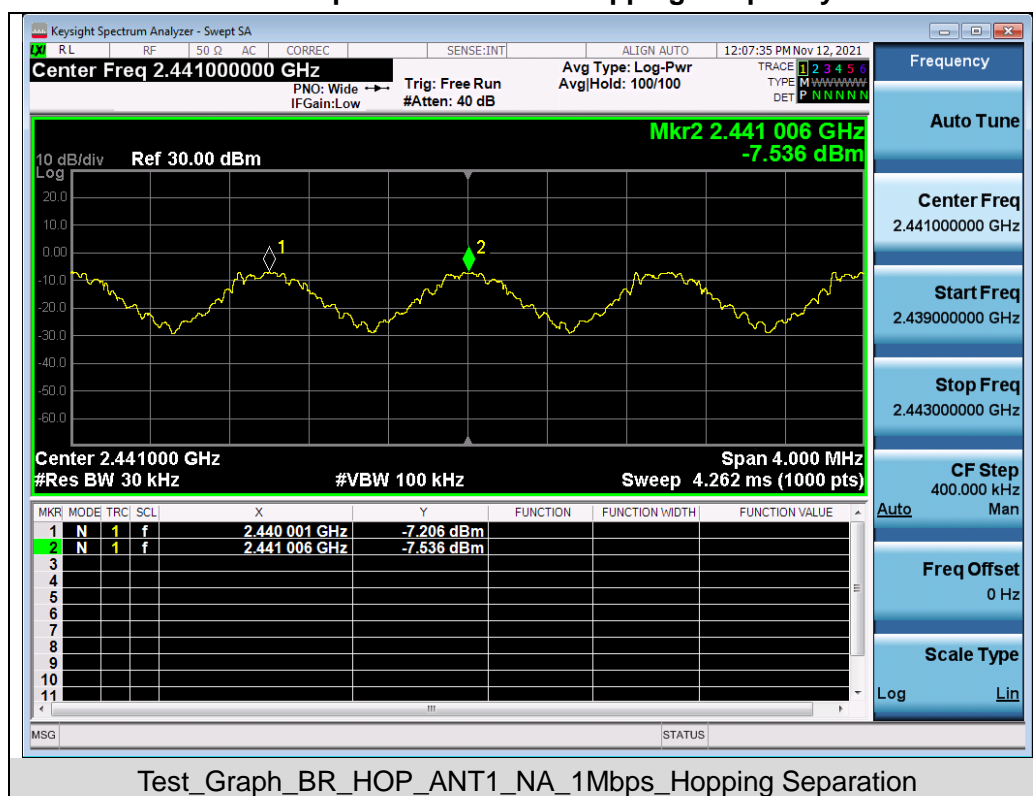 Keysight Spectrum Analyzer - Swept SA
LXI RL RF 50 Ω AC CORREC SENSE:INT ALIGN AUTO 12:07:35 PM Nov 12, 2021
Center Freq 2.441000000 GHz
PNO: Wide
IFGain:Low
Trig: Free Run
#Atten: 40 dB
Avg Type: Log-Pwr
Avg|Hold: 100/100
TRACE 1 2 3 4 5 6
TYPE M WWWWW
DET P N N N N N
Mkr2 2.441 006 GHz
-7.536 dBm
10 dB/div Ref 30.00 dBm
Log
20.0
10.0
0.00
-10.0
-20.0
-30.0
-40.0
-50.0
-60.0
1
2
Center 2.441000 GHz Span 4.000 MHz
#Res BW 30 kHz #VBW 100 kHz Sweep 4.262 ms (1000 pts)
MKR MODE TRC SCL X Y FUNCTION FUNCTION WIDTH FUNCTION VALUE
1 N 1 f 2.440 001 GHz -7.206 dBm
2 N 1 f 2.441 006 GHz -7.536 dBm
3
4
5
6
7
8
9
10
11
MSG STATUS
Frequency
Auto Tune
Center Freq
2.441000000 GHz
Start Freq
2.439000000 GHz
Stop Freq
2.443000000 GHz
CF Step
400.000 kHz
Auto Man
Freq Offset
0 Hz
Scale Type
Log Lin
Test_Graph_BR_HOP_ANT1_NA_1Mbps_Hopping Separation